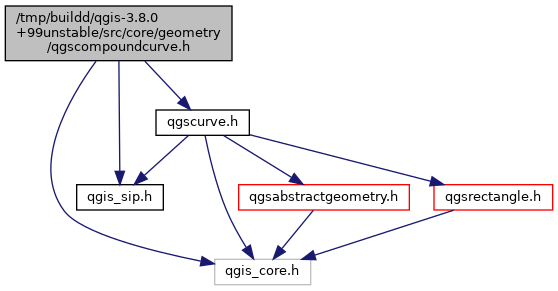 /tmp/buildd/qgis-3.8.0
+99unstable/src/core/geometry
/qgscompoundcurve.h
qgscurve.h
qgis_sip.h
qgsabstractgeometry.h
qgsrectangle.h
qgis_core.h